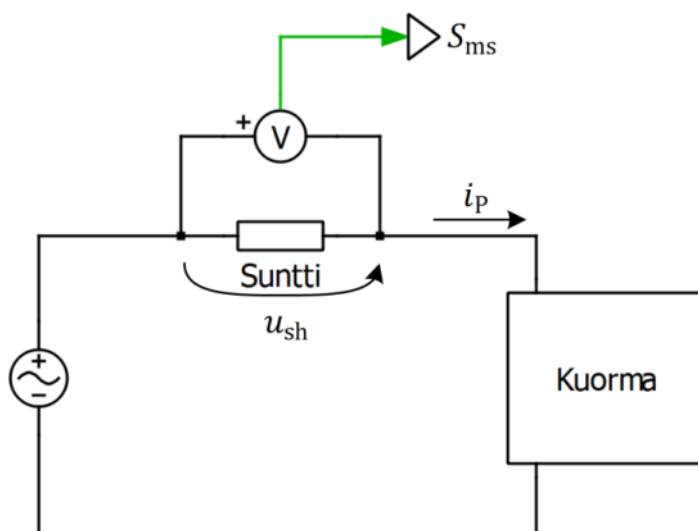 S_ms
+ V
i_P
Suntti
u_sh
+
−
Kuorma